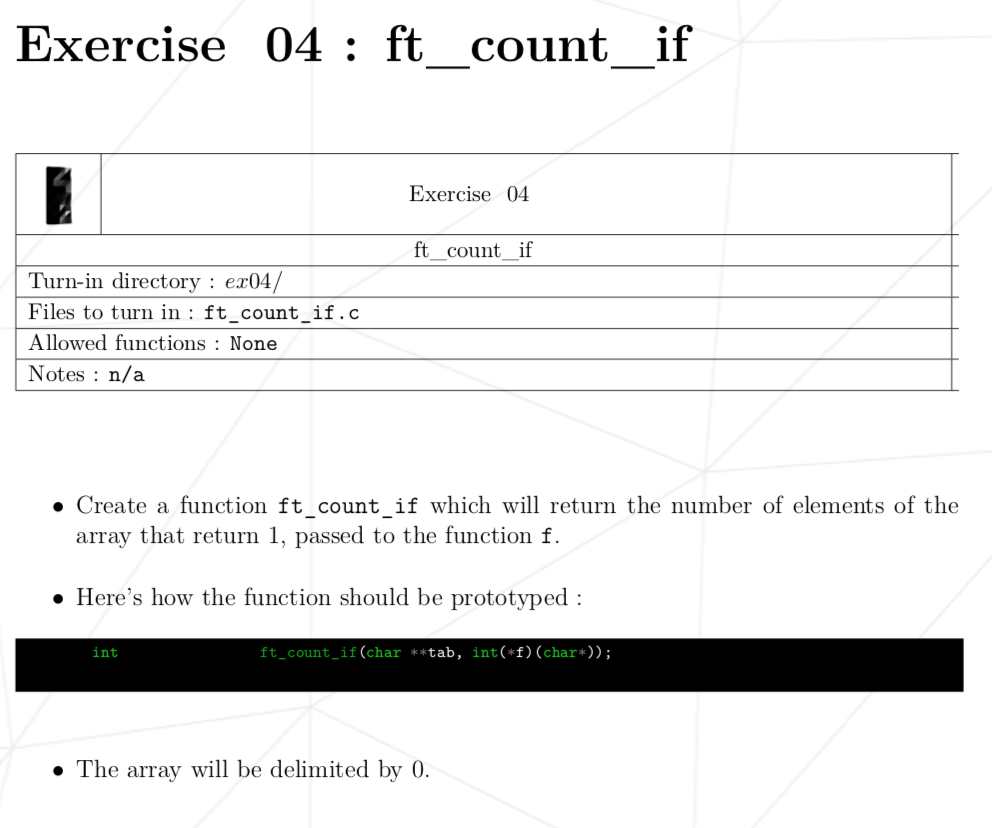 Exercise 04 : ft_count_if
Exercise 04
ft_count_if
Turn-in directory : ex04/
Files to turn in : ft_count_if.c
Allowed functions : None
Notes : n/a
• Create a function ft_count_if which will return the number of elements of the
array that return 1, passed to the function f.
• Here's how the function should be prototyped :
int ft_count_if(char **tab, int(*f)(char*));
• The array will be delimited by 0.